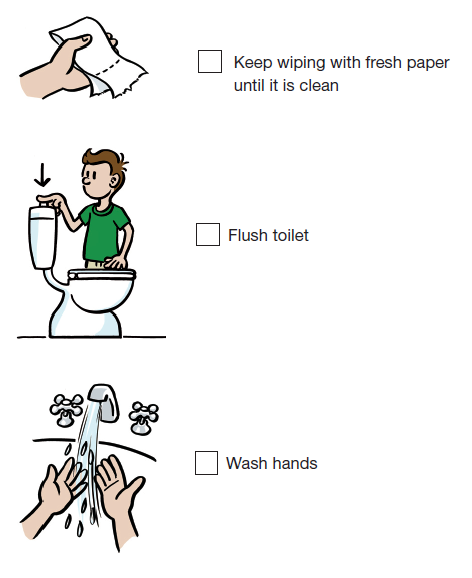 Keep wiping with fresh paper
until it is clean
Flush toilet
Wash hands